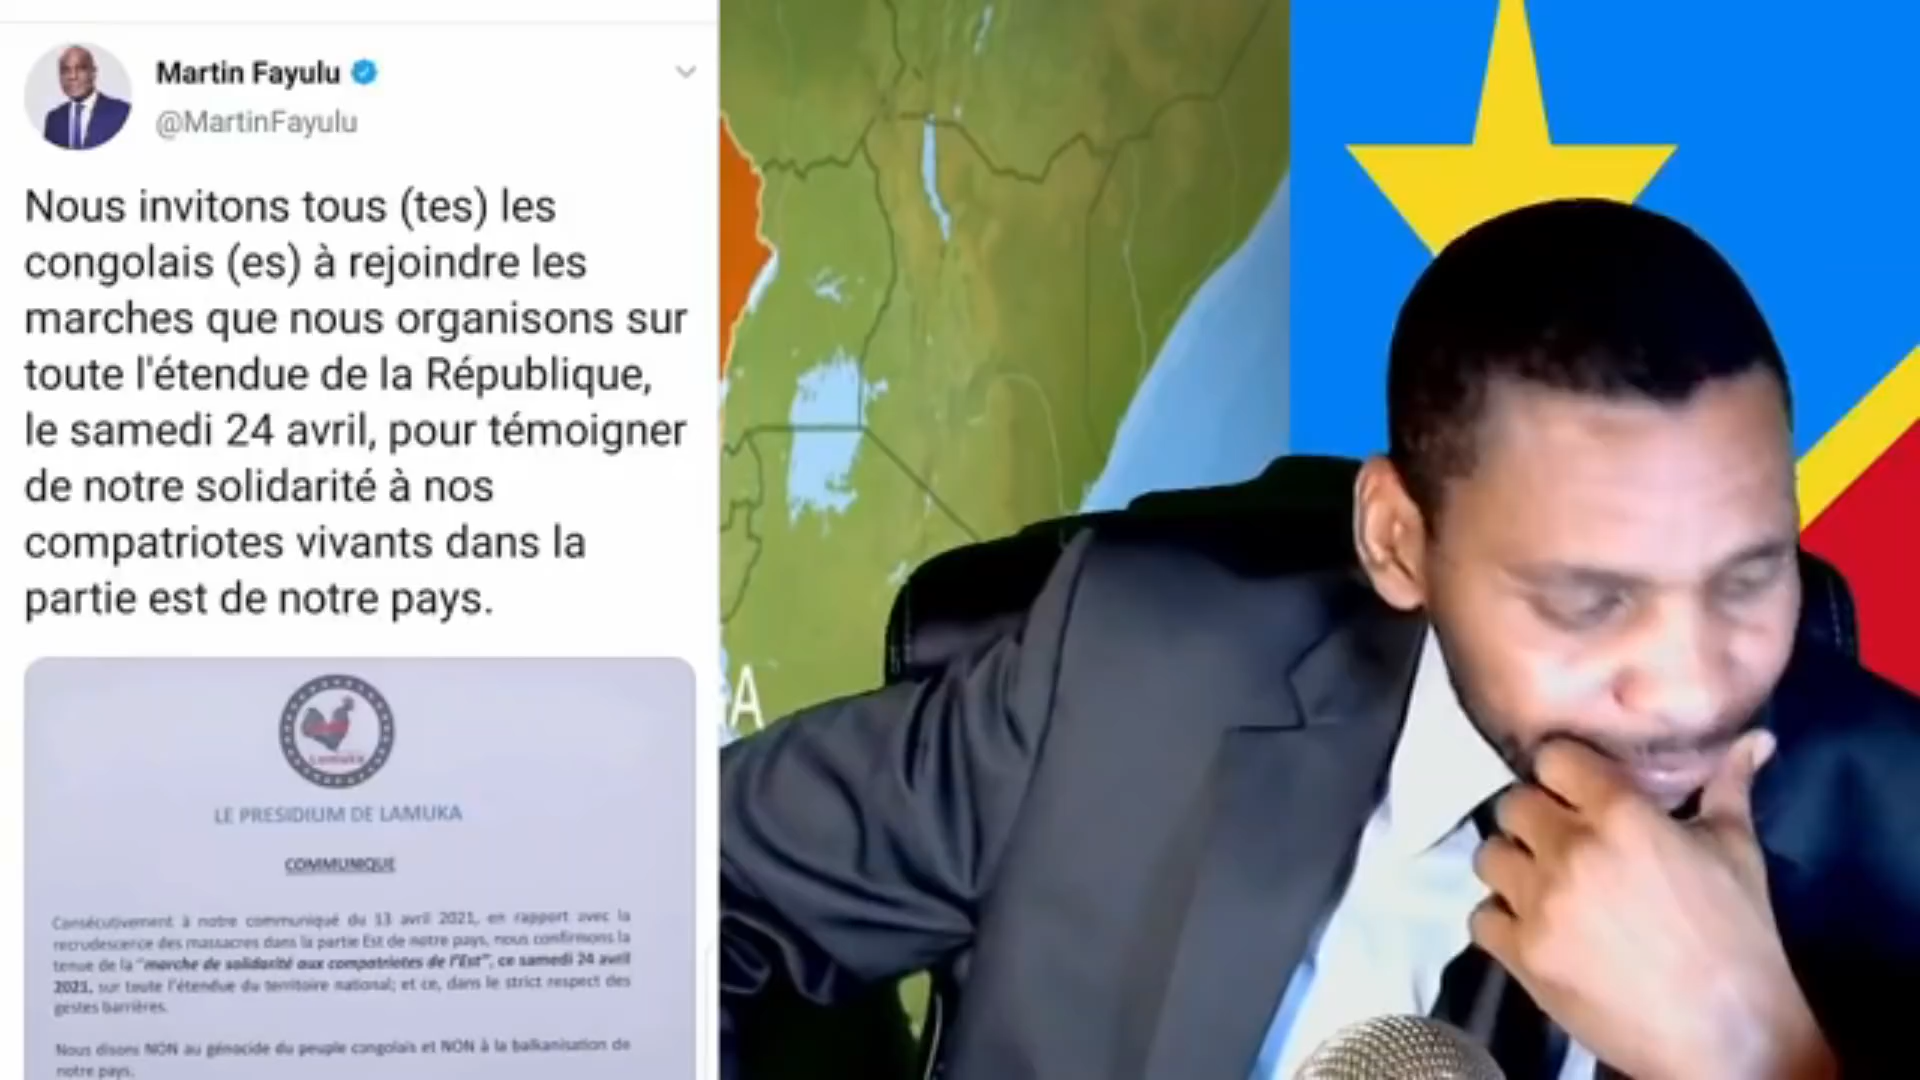 Martin Fayulu
@MartinFayulu
Nous invitons tous (tes) les
congolais (es) à rejoindre les
marches que nous organisons sur
toute l'étendue de la République,
le samedi 24 avril, pour témoigner
de notre solidarité à nos
compatriotes vivants dans la
partie est de notre pays.
Lamuka
LE PRESIDIUM DE LAMUKA
COMMUNIQUE
Consécutivement à notre communiqué du 13 avril 2021, en rapport avec la
recrudescence des massacres dans la partie Est de notre pays, nous confirmons la
tenue de la "marche de solidarité aux compatriotes de l'Est", ce samedi 24 avril
2021, sur toute l'étendue du territoire national; et ce, dans le strict respect des
gestes barrières.
Nous disons NON au génocide du peuple congolais et NON à la balkanisation de
notre pays.
A